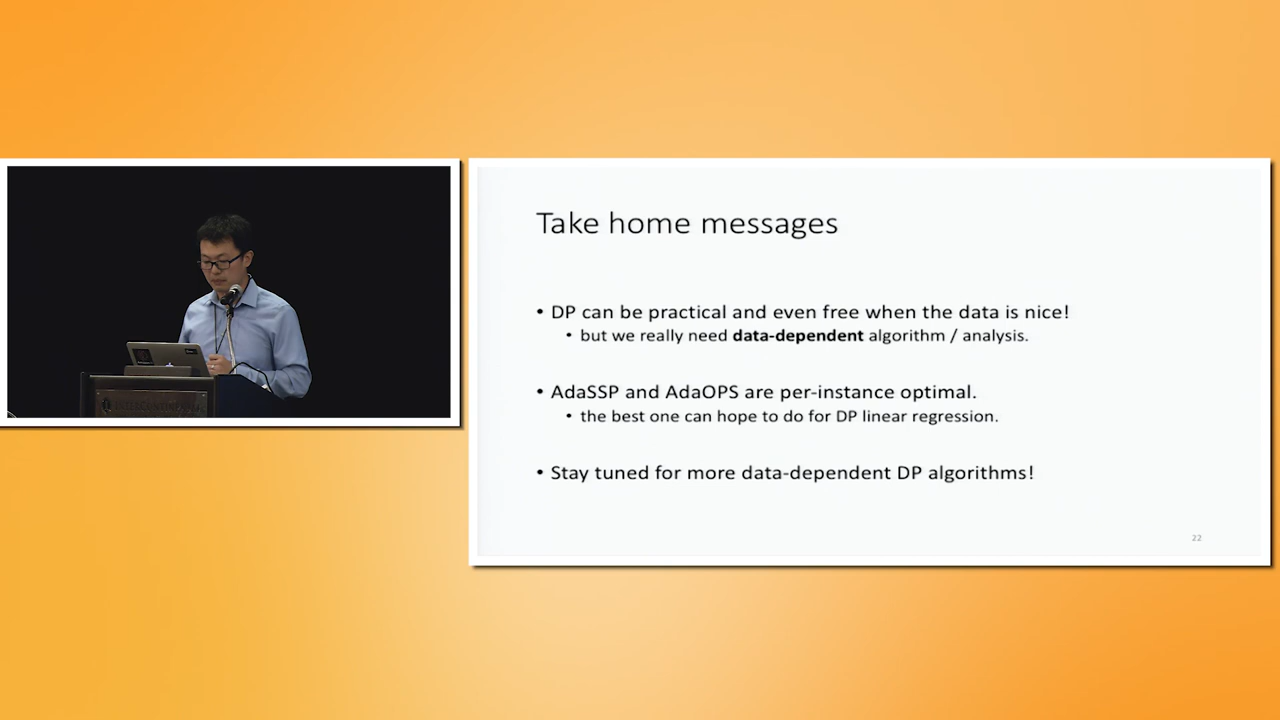 Take home messages
• DP can be practical and even free when the data is nice!
• but we really need data-dependent algorithm / analysis.
• AdaSSP and AdaOPS are per-instance optimal.
• the best one can hope to do for DP linear regression.
• Stay tuned for more data-dependent DP algorithms!
22